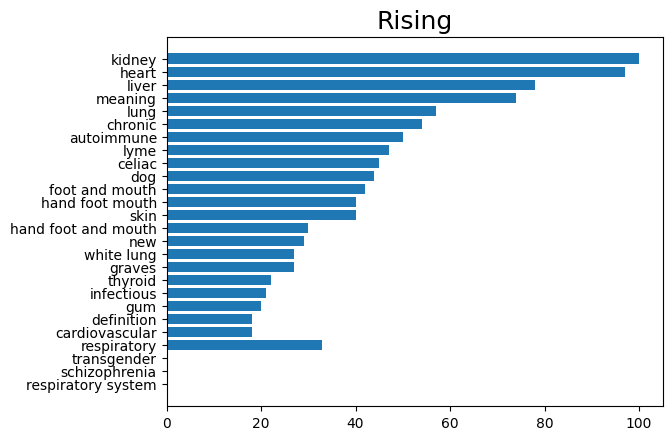 Rising
kidney
heart
liver
meaning
lung
chronic
autoimmune
lyme
celiac
dog
foot and mouth
hand foot mouth
skin
hand foot and mouth
new
white lung
graves
thyroid
infectious
gum
definition
cardiovascular
respiratory
transgender
schizophrenia
respiratory system
0 20 40 60 80 100